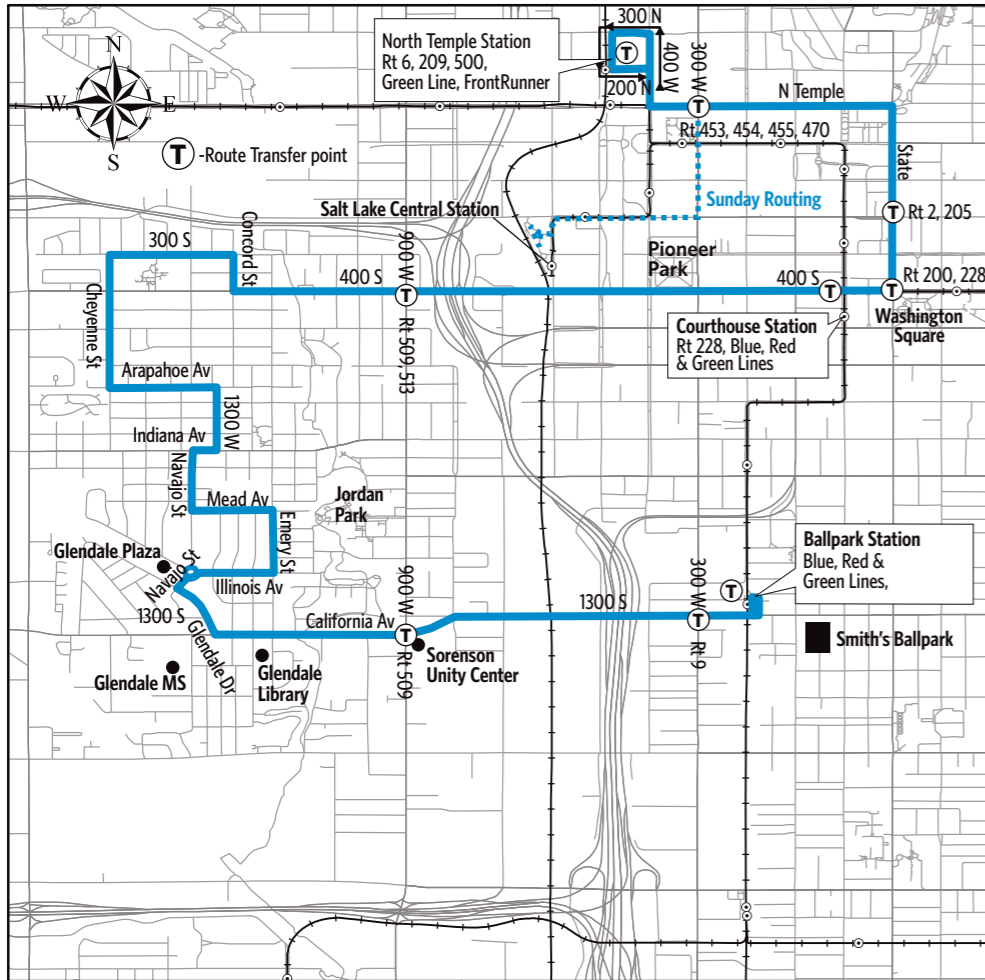 300 N
North Temple Station
Rt 6, 209, 500,
Green Line, FrontRunner
400 W
300 W
200 N
N Temple
N
W E
S
T
T
T -Route Transfer point
Rt 453, 454, 455, 470
State
Sunday Routing
Salt Lake Central Station
T Rt 2, 205
Concord St
300 S
900 W
Pioneer
Park
400 S
400 S
Rt 200, 228
T
T
T
Washington
Square
Cheyenne St
Rt 509, 513
Courthouse Station
Rt 228, Blue, Red
& Green Lines
Arapahoe Av
1300 W
Indiana Av
Navajo St
Mead Av
Emery St
Jordan
Park
Ballpark Station
Blue, Red &
Green Lines,
Glendale Plaza
Navajo St
Illinois Av
900 W
300 W
T
1300 S
1300 S
California Av
T
T
Glendale Dr
Rt 509
Rt 9
Smith's Ballpark
Sorenson
Unity Center
Glendale MS
Glendale
Library